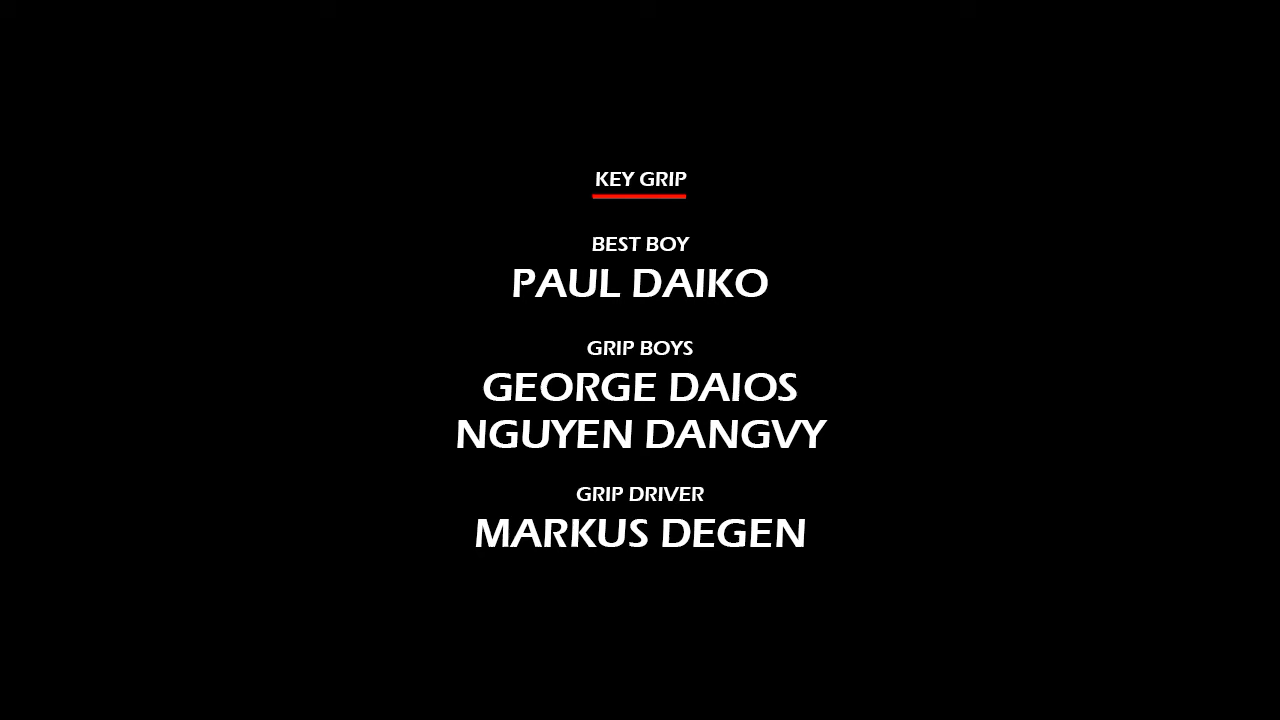 KEY GRIP
BEST BOY
PAUL DAIKO
GRIP BOYS
GEORGE DAIOS
NGUYEN DANGVY
GRIP DRIVER
MARKUS DEGEN